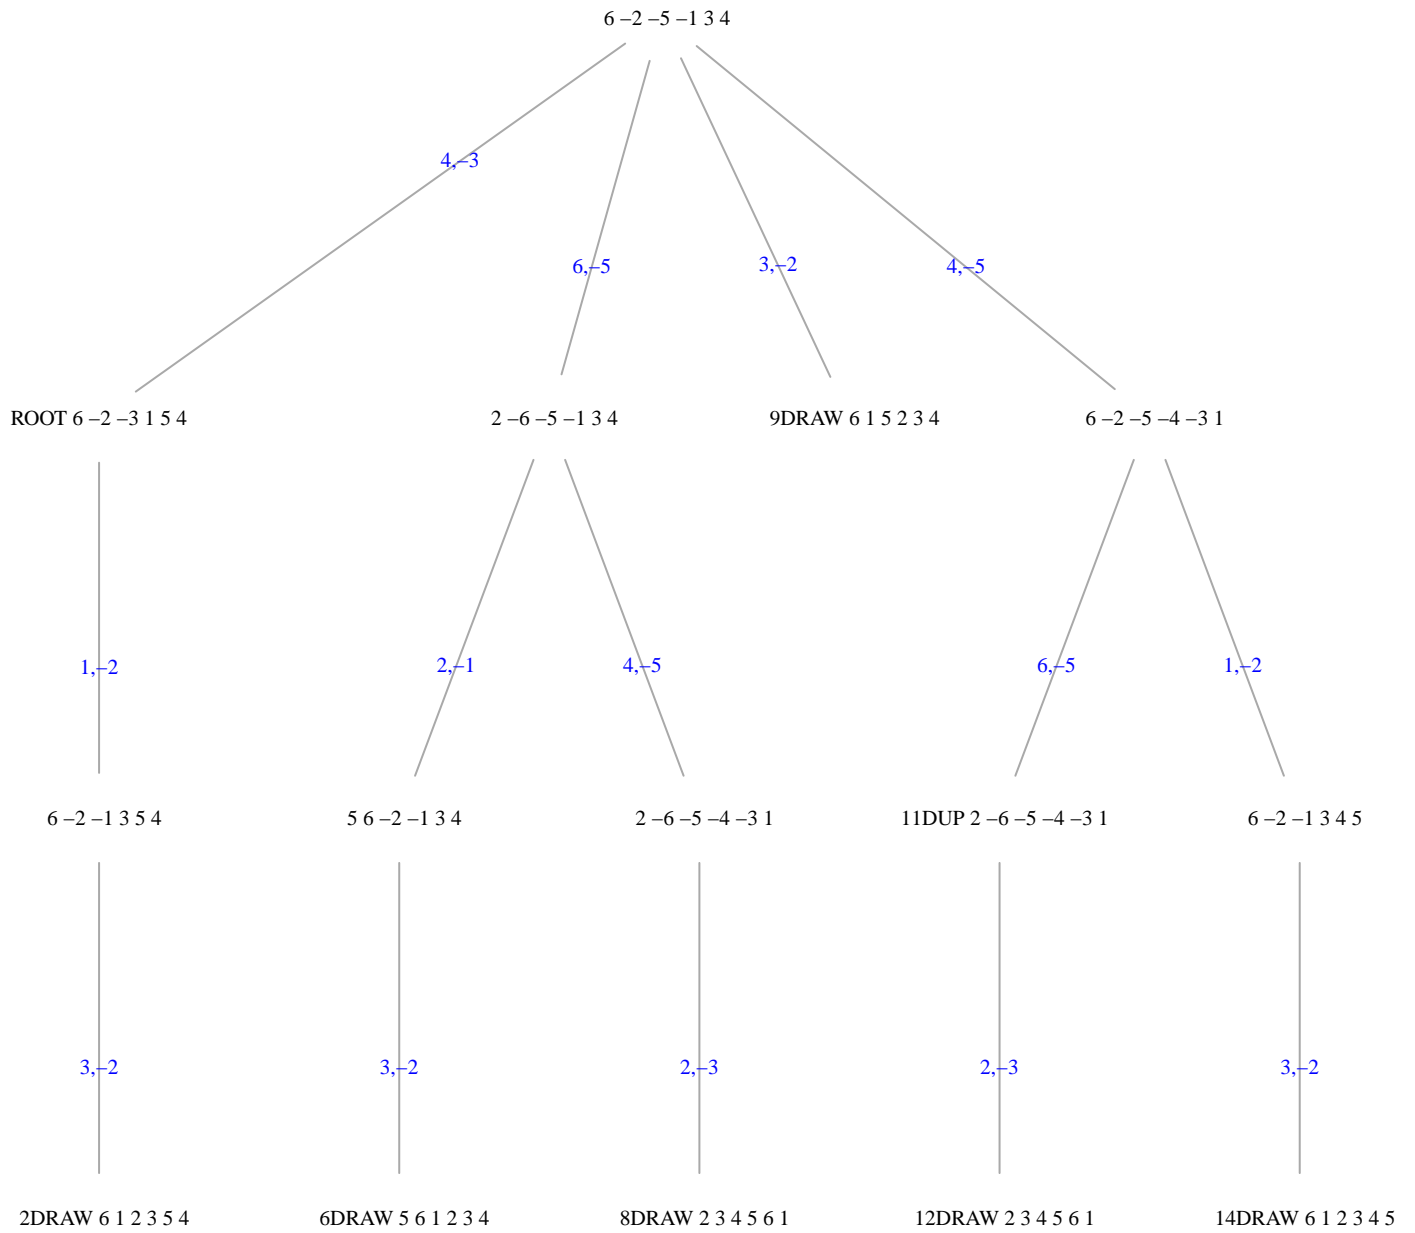 6 –2 –5 –1 3 4
4,–3
6,–5
3,–2
4,–5
ROOT 6 –2 –3 1 5 4
2 –6 –5 –1 3 4
9DRAW 6 1 5 2 3 4
6 –2 –5 –4 –3 1
1,–2
2,–1
4,–5
6,–5
1,–2
6 –2 –1 3 5 4
5 6 –2 –1 3 4
2 –6 –5 –4 –3 1
11DUP 2 –6 –5 –4 –3 1
6 –2 –1 3 4 5
3,–2
3,–2
2,–3
2,–3
3,–2
2DRAW 6 1 2 3 5 4
6DRAW 5 6 1 2 3 4
8DRAW 2 3 4 5 6 1
12DRAW 2 3 4 5 6 1
14DRAW 6 1 2 3 4 5